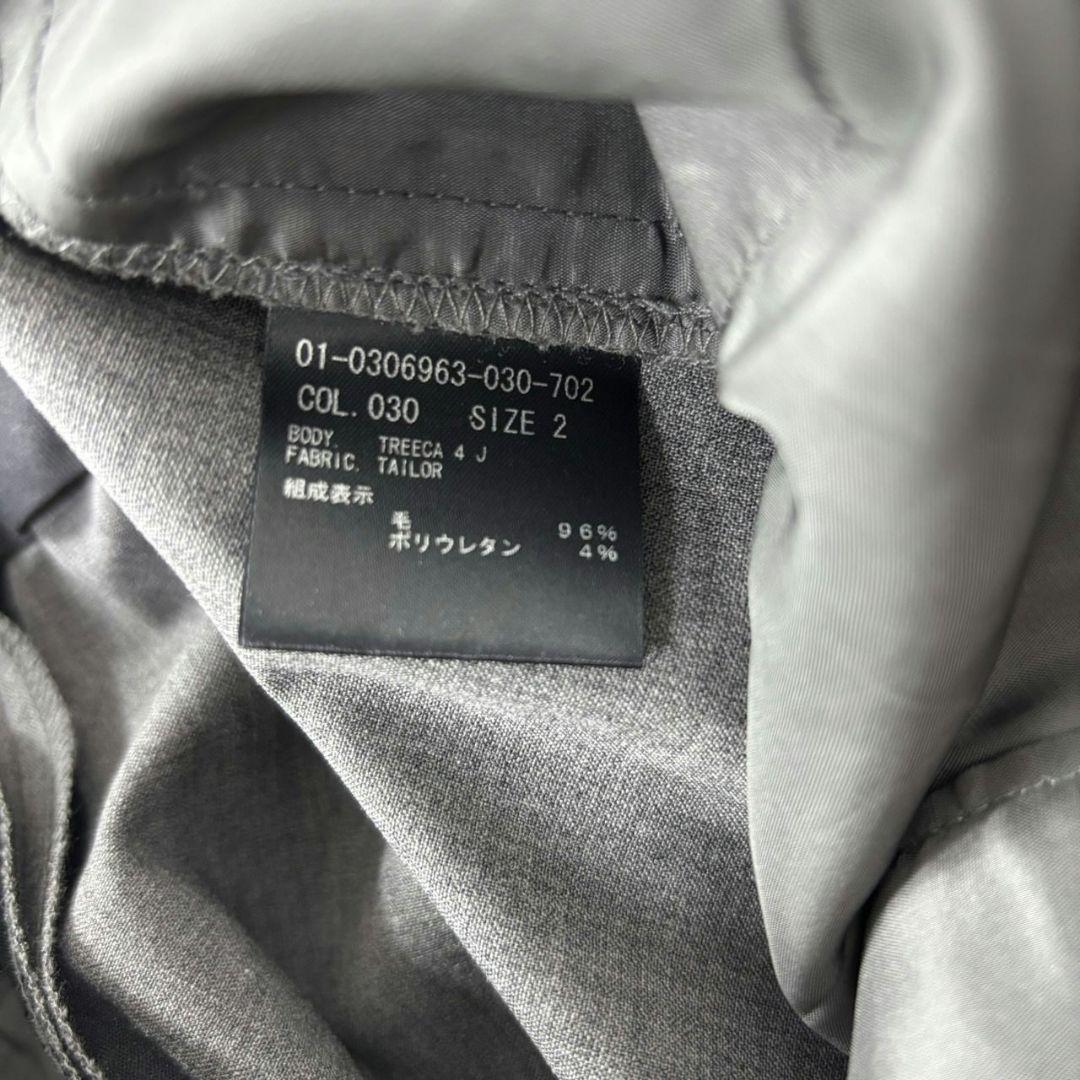 01-0306963-030-702
COL.030 SIZE 2
BODY. TREECA 4 J
FABRIC. TAILOR
組成表示
毛 96%
ポリウレタン 4%